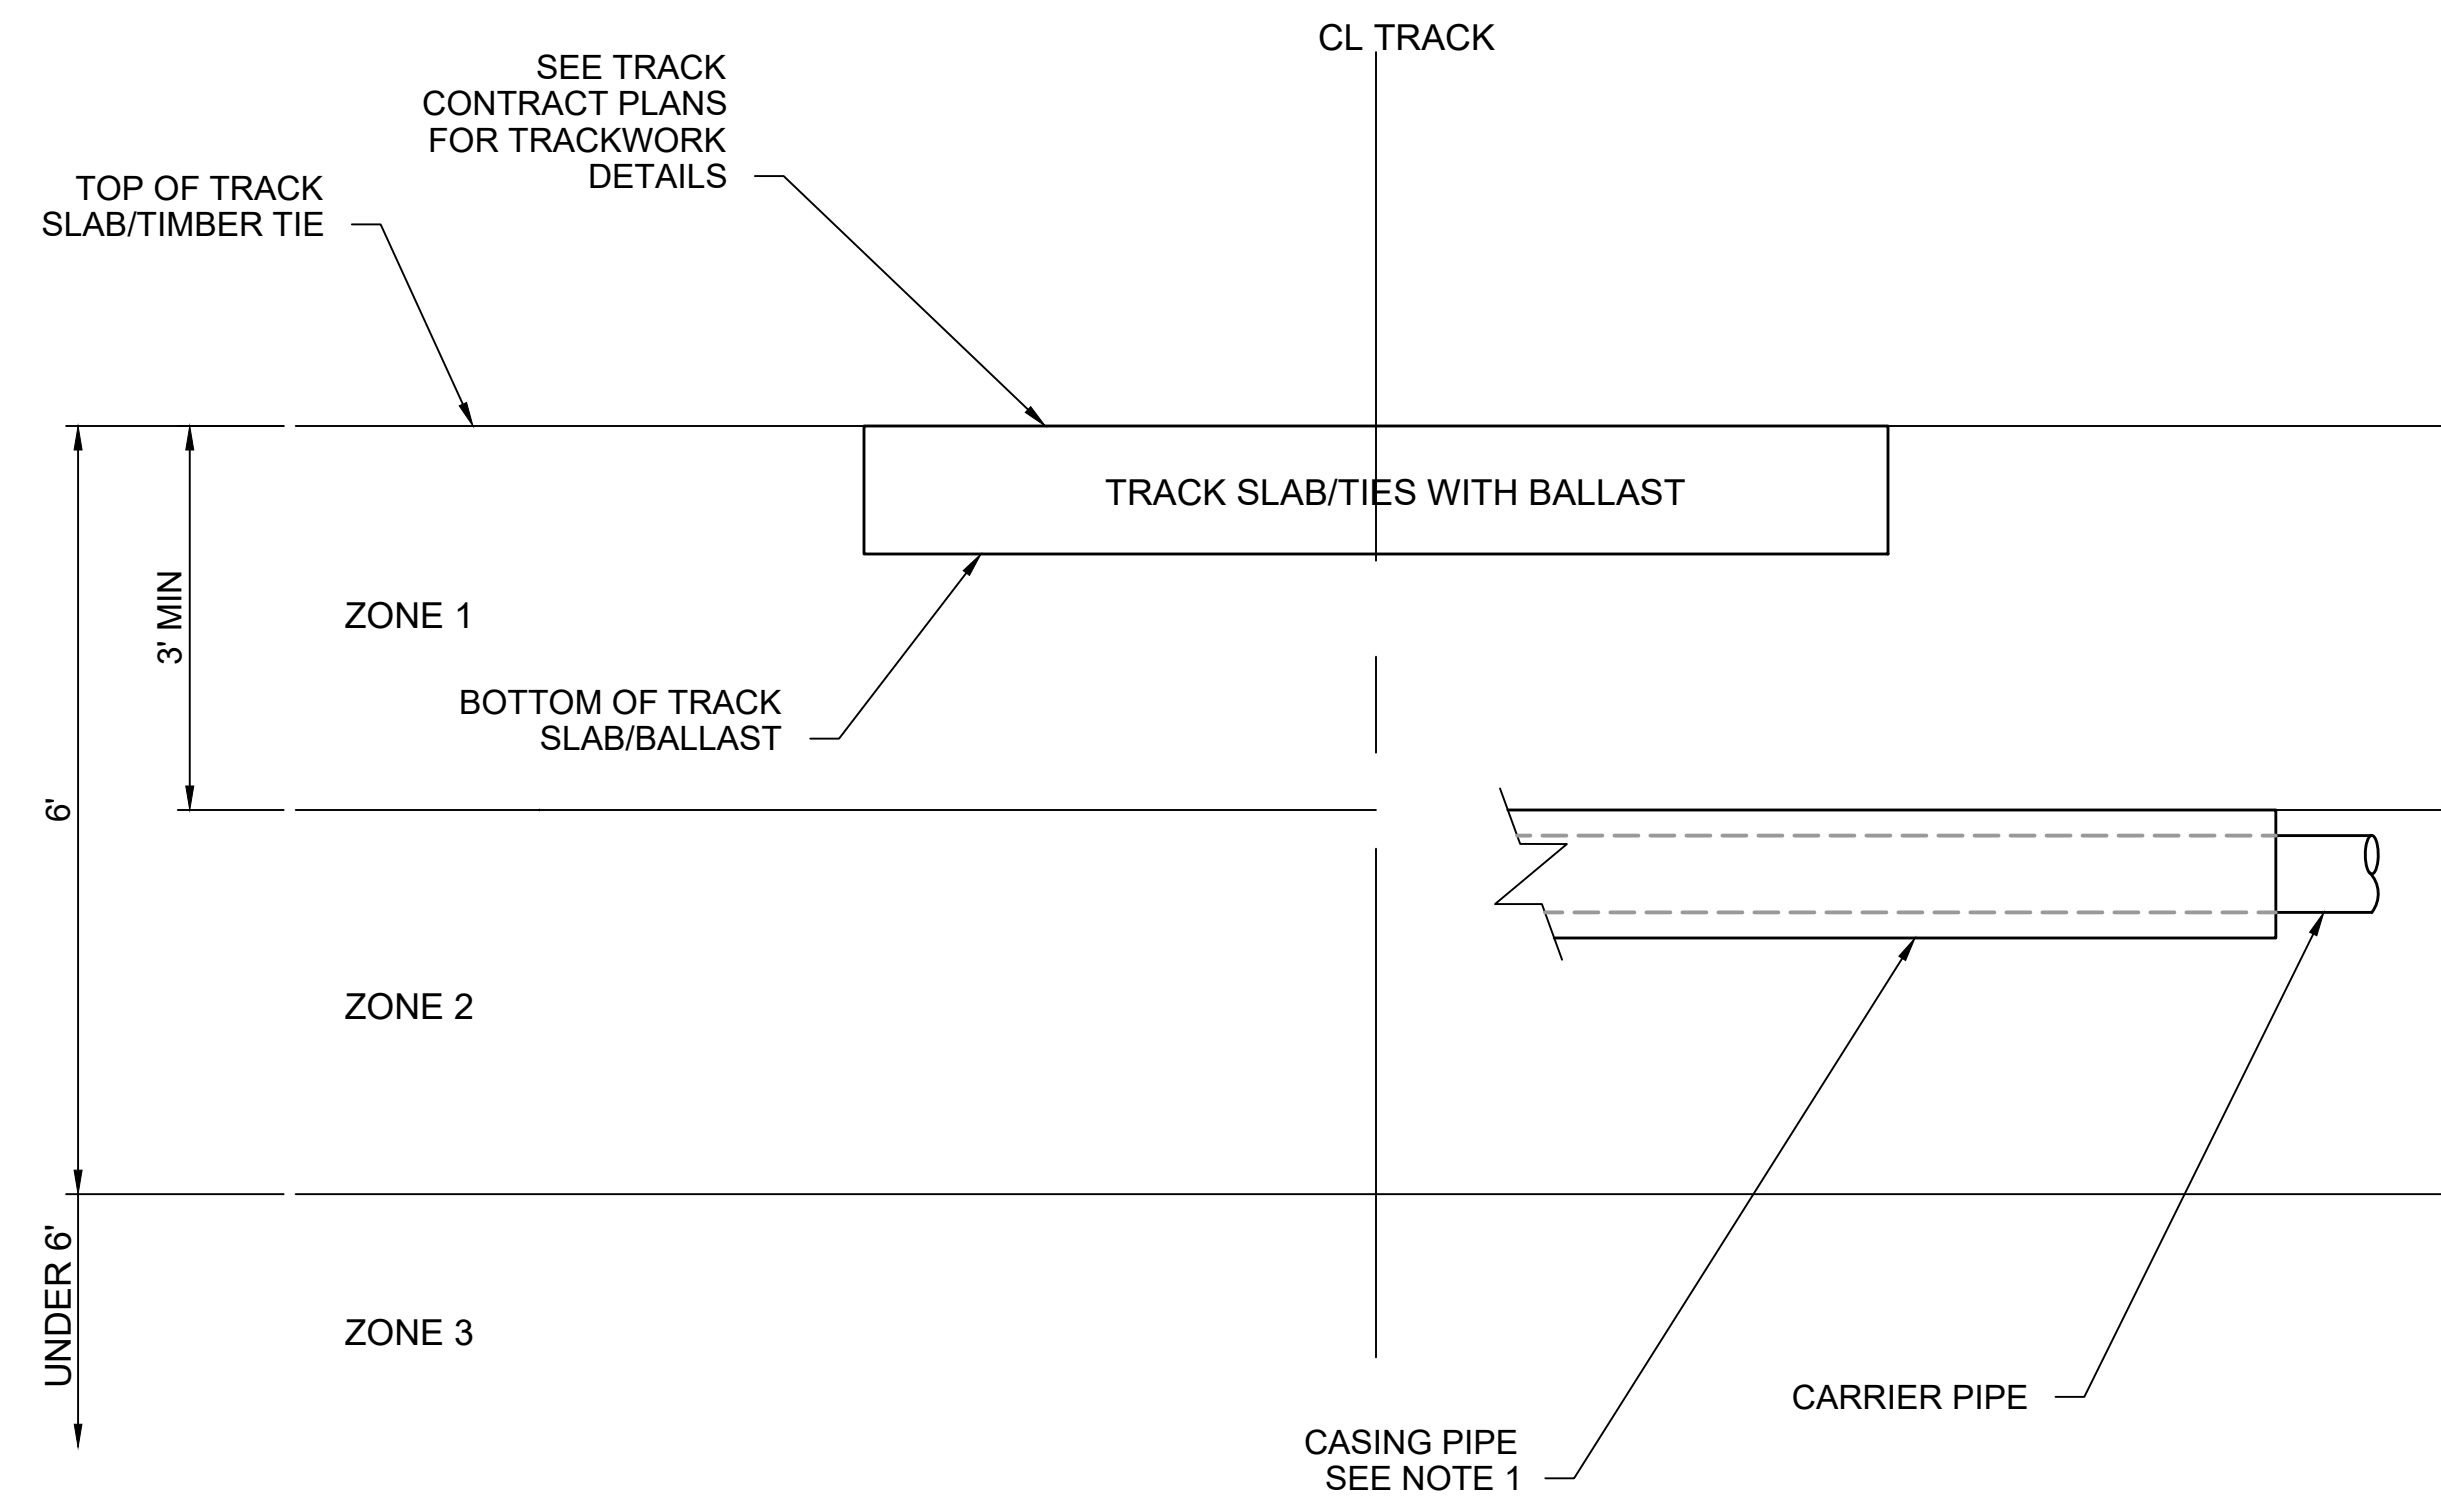 CL TRACK
SEE TRACK
CONTRACT PLANS
FOR TRACKWORK
DETAILS
TOP OF TRACK
SLAB/TIMBER TIE
TRACK SLAB/TIES WITH BALLAST
3' MIN
ZONE 1
BOTTOM OF TRACK
SLAB/BALLAST
6'
ZONE 2
UNDER 6'
ZONE 3
CARRIER PIPE
CASING PIPE
SEE NOTE 1